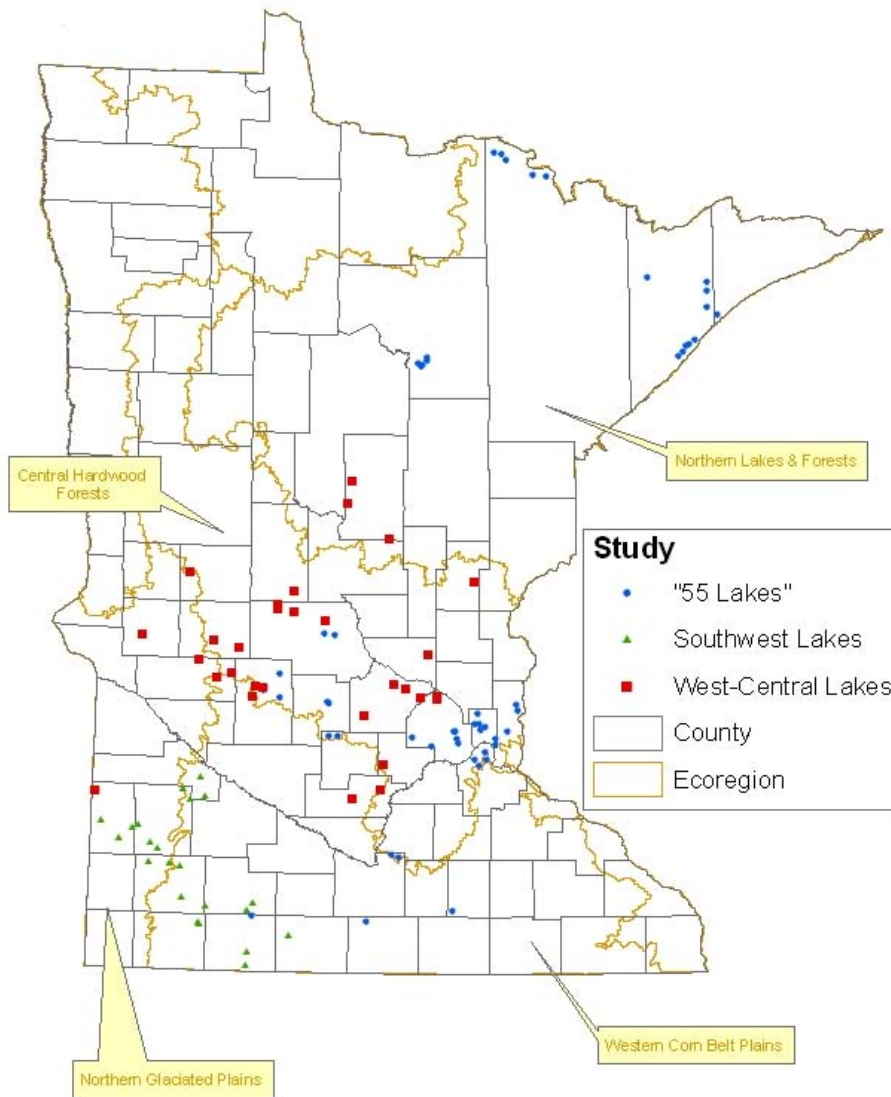 Central Hardwood
Forests
Northern Lakes & Forests
Study
"55 Lakes"
Southwest Lakes
West-Central Lakes
County
Ecoregion
Western Corn Belt Plains
Northern Glaciated Plains